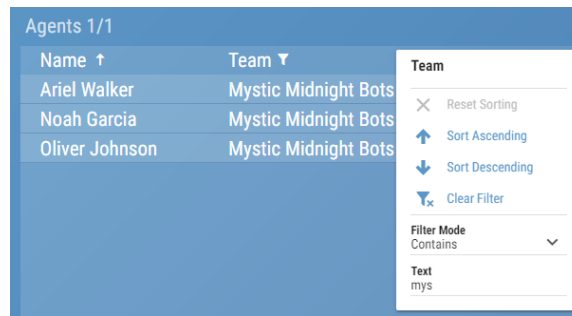 Agents 1/1
Name ↑ Team
Ariel Walker Mystic Midnight Bots
Noah Garcia Mystic Midnight Bots
Oliver Johnson Mystic Midnight Bots
Team
Reset Sorting
Sort Ascending
Sort Descending
Clear Filter
Filter Mode
Contains
Text
mys